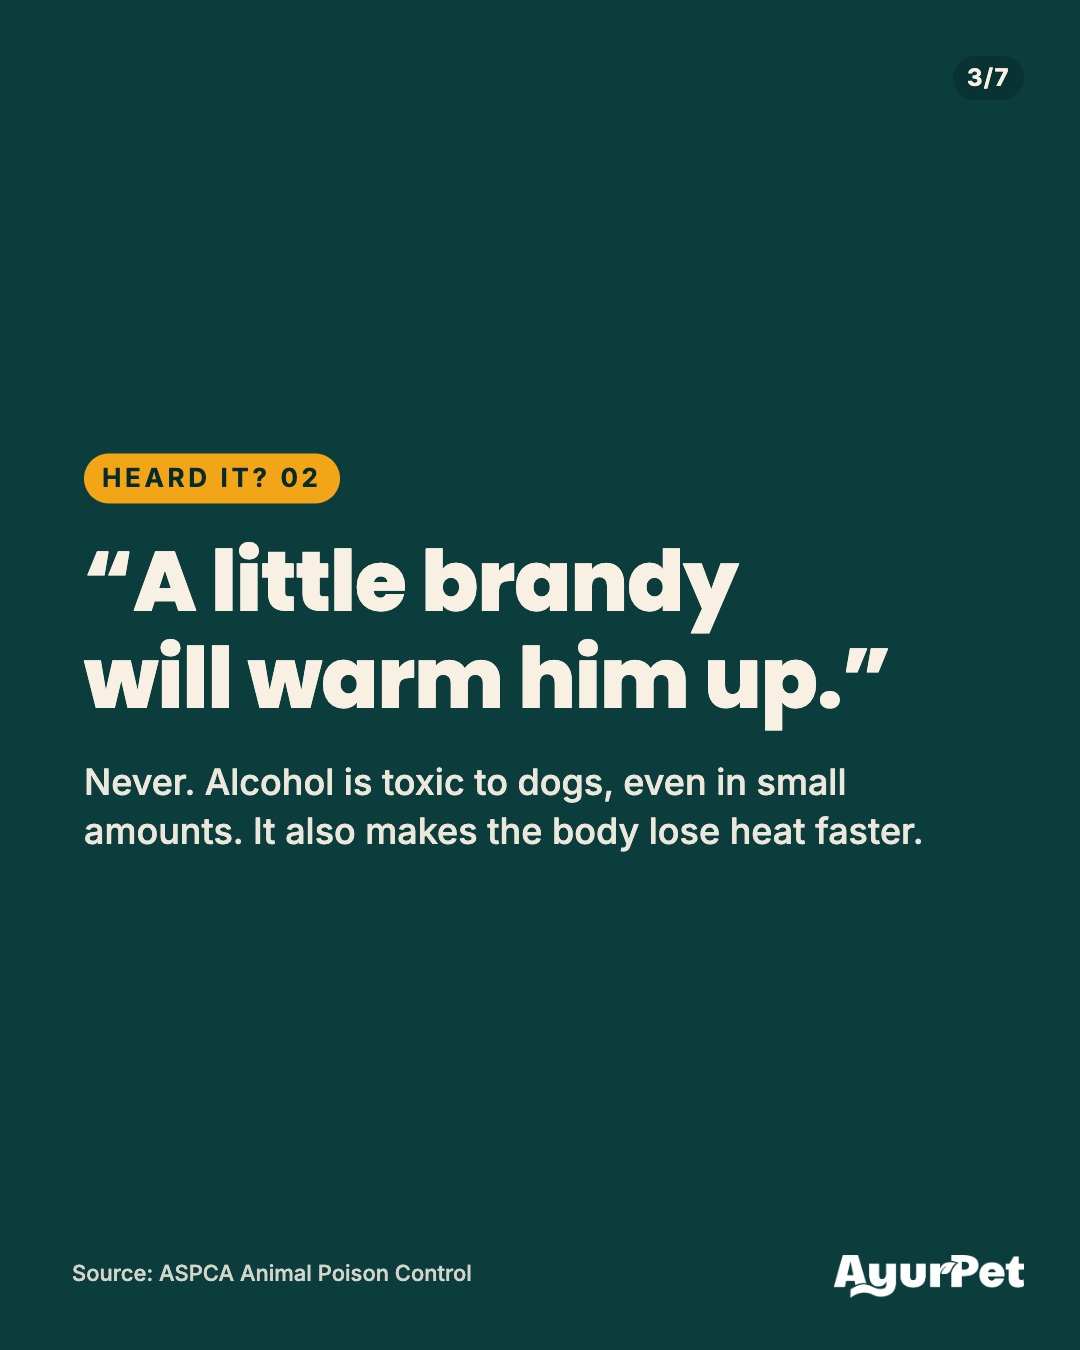 3/7
HEARD IT? 02
“A little brandy
will warm him up.”
Never. Alcohol is toxic to dogs, even in small
amounts. It also makes the body lose heat faster.
Source: ASPCA Animal Poison Control
AyurPet